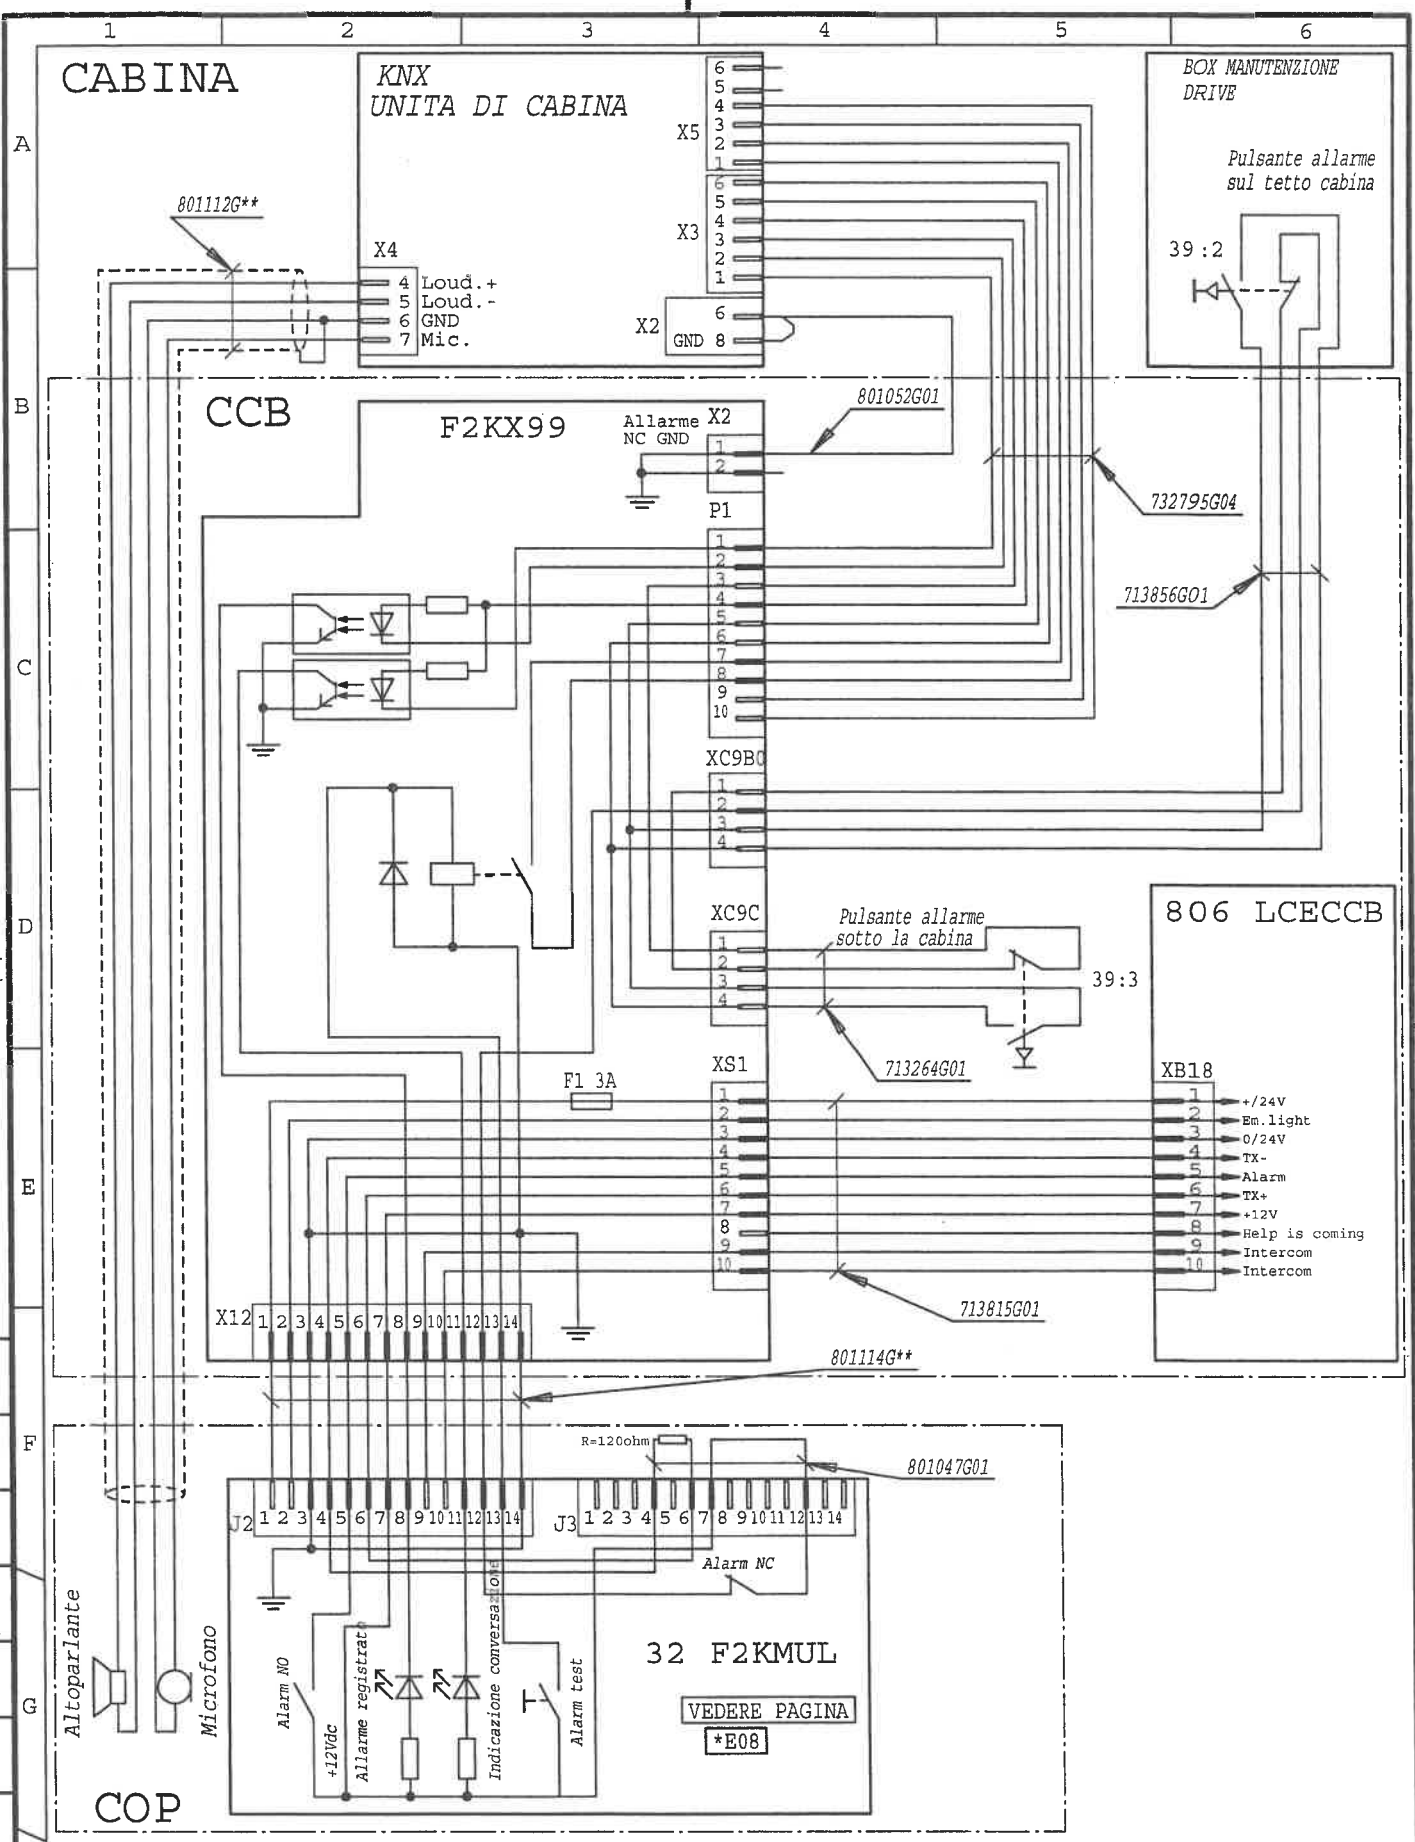 1 2 3 4 5 6
A
B
C
D
E
F
G
CABINA
KNX
UNITA DI CABINA
X5
6
5
4
3
2
1
X3
6
5
4
3
2
1
X2
6
GND 8
801112G**
X4
4 Loud.+
5 Loud.-
6 GND
7 Mic.
BOX MANUTENZIONE
DRIVE
Pulsante allarme
sul tetto cabina
39:2
CCB
F2KX99
Allarme
NC GND
X2
1
2
801052G01
732795G04
713856G01
P1
1
2
3
4
5
6
7
8
9
10
XC9B0
1
2
3
4
XC9C
1
2
3
4
Pulsante allarme
sotto la cabina
39:3
713264G01
806 LCECCB
F1 3A
XS1
1
2
3
4
5
6
7
8
9
10
XB18
1 +/24V
2 Em.light
3 0/24V
4 TX-
5 Alarm
6 TX+
7 +12V
8 Help is coming
9 Intercom
10 Intercom
713815G01
X12 1 2 3 4 5 6 7 8 9 10 11 12 13 14
801114G**
R=120ohm
801047G01
J2 1 2 3 4 5 6 7 8 9 10 11 12 13 14
J3 1 2 3 4 5 6 7 8 9 10 11 12 13 14
Alarm NC
Altoparlante
Microfono
Alarm NO
+12Vdc
Allarme registrato
Indicazione conversazione
Alarm test
32 F2KMUL
VEDERE PAGINA
*E08
COP